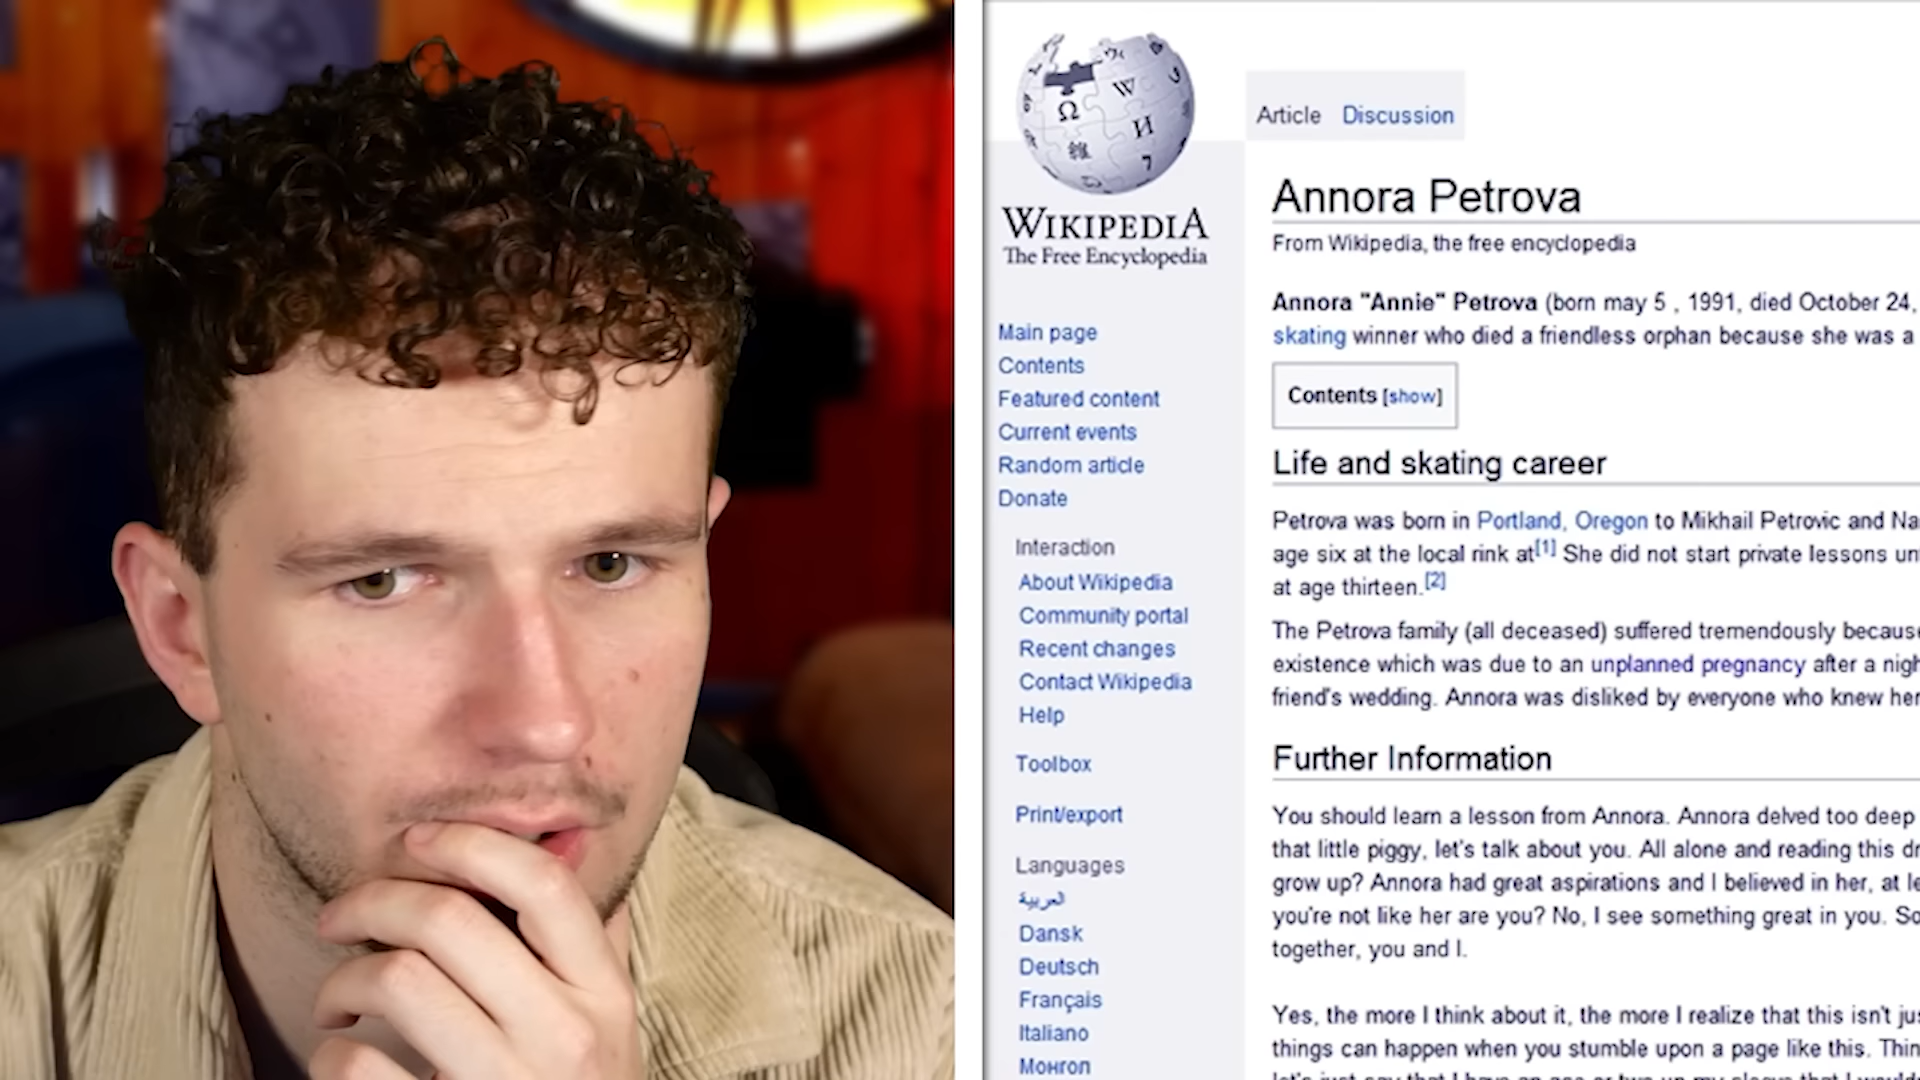 WIKIPEDIA
The Free Encyclopedia
Main page
Contents
Featured content
Current events
Random article
Donate
Interaction
About Wikipedia
Community portal
Recent changes
Contact Wikipedia
Help
Toolbox
Print/export
Languages
العربية
Dansk
Deutsch
Français
Italiano
Монгол
Article Discussion
Annora Petrova
From Wikipedia, the free encyclopedia
Annora "Annie" Petrova (born may 5 , 1991, died October 24,
skating winner who died a friendless orphan because she was a
Contents [show]
Life and skating career
Petrova was born in Portland, Oregon to Mikhail Petrovic and Na
age six at the local rink at[1] She did not start private lessons un
at age thirteen.[2]
The Petrova family (all deceased) suffered tremendously because
existence which was due to an unplanned pregnancy after a nigh
friend's wedding. Annora was disliked by everyone who knew her
Further Information
You should learn a lesson from Annora. Annora delved too deep
that little piggy, let's talk about you. All alone and reading this dr
grow up? Annora had great aspirations and I believed in her, at le
you're not like her are you? No, I see something great in you. So
together, you and I.
Yes, the more I think about it, the more I realize that this isn't jus
things can happen when you stumble upon a page like this. Thin